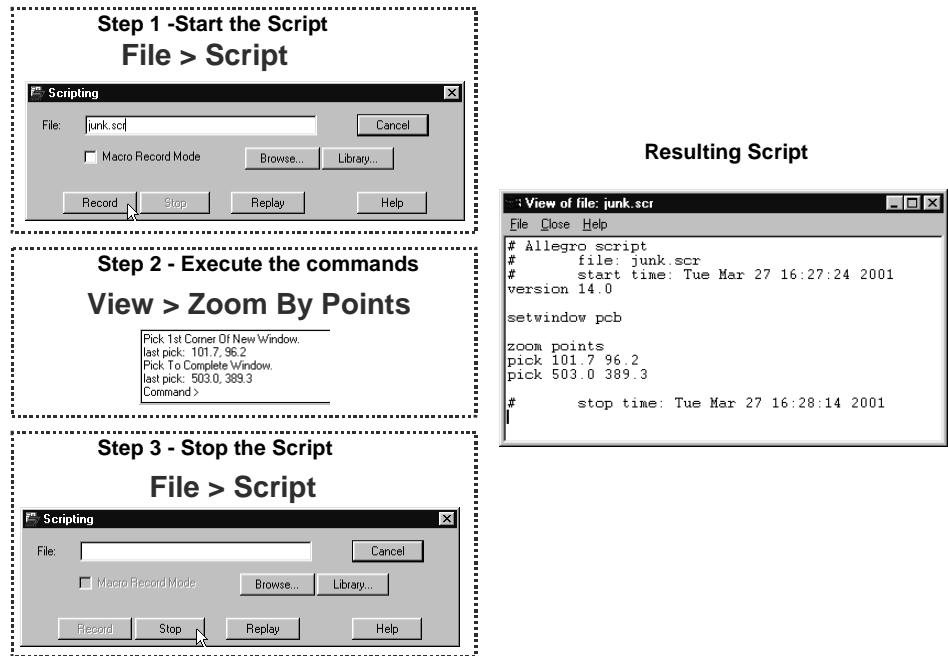 Step 1 -Start the Script
File > Script
Scripting
File: junk.scr Cancel
Macro Record Mode Browse... Library...
Record Stop Replay Help
Step 2 - Execute the commands
View > Zoom By Points
Pick 1st Corner Of New Window.
last pick: 101.7, 96.2
Pick To Complete Window.
last pick: 503.0, 389.3
Command >
Step 3 - Stop the Script
File > Script
Scripting
File: Cancel
Macro Record Mode Browse... Library...
Record Stop Replay Help
Resulting Script
View of file: junk.scr
File Close Help
# Allegro script
# file: junk.scr
# start time: Tue Mar 27 16:27:24 2001
version 14.0
setwindow pcb
zoom points
pick 101.7 96.2
pick 503.0 389.3
# stop time: Tue Mar 27 16:28:14 2001